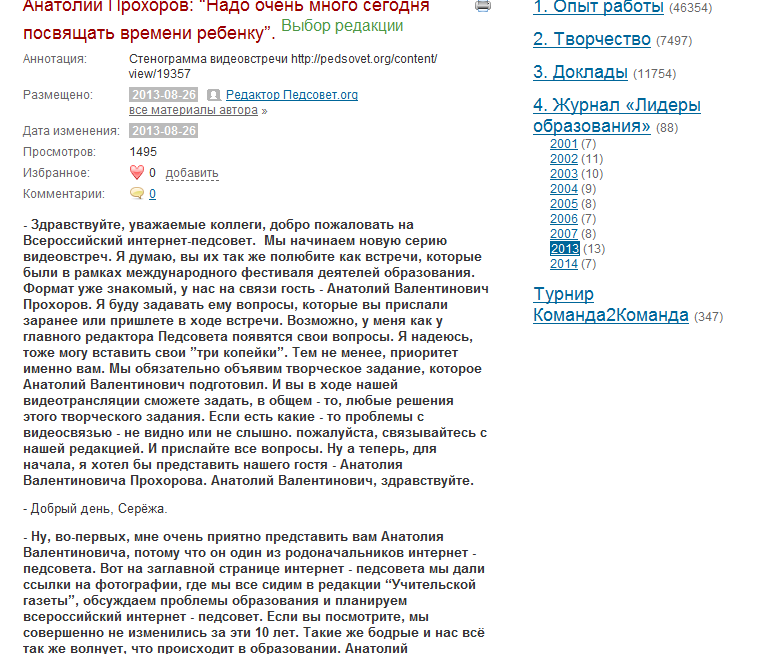 Анатолий Прохоров: “Надо очень много сегодня
посвящать времени ребенку”. Выбор редакции
Аннотация: Стенограмма видеовстречи http://pedsovet.org/content/
view/19357
Размещено: 2013-08-26 Редактор Педсовет.org
все материалы автора »
Дата изменения: 2013-08-26
Просмотров: 1495
Избранное: 0 добавить
Комментарии: 0
- Здравствуйте, уважаемые коллеги, добро пожаловать на
Всероссийский интернет-педсовет. Мы начинаем новую серию
видеовстреч. Я думаю, вы их так же полюбите как встречи, которые
были в рамках международного фестиваля деятелей образования.
Формат уже знакомый, у нас на связи гость - Анатолий Валентинович
Прохоров. Я буду задавать ему вопросы, которые вы прислали
заранее или пришлете в ходе встречи. Возможно, у меня как у
главного редактора Педсовета появятся свои вопросы. Я надеюсь,
тоже могу вставить свои ”три копейки”. Тем не менее, приоритет
именно вам. Мы обязательно объявим творческое задание, которое
Анатолий Валентинович подготовил. И вы в ходе нашей
видеотрансляции сможете задать, в общем - то, любые решения
этого творческого задания. Если есть какие - то проблемы с
видеосвязью - не видно или не слышно. пожалуйста, связывайтесь с
нашей редакцией. И прислайте все вопросы. Ну а теперь, для
начала, я хотел бы представить нашего гостя - Анатолия
Валентиновича Прохорова. Анатолий Валентинович, здравствуйте.
- Добрый день, Серёжа.
- Ну, во-первых, мне очень приятно представить вам Анатолия
Валентиновича, потому что он один из родоначальников интернет -
педсовета. Вот на заглавной странице интернет - педсовета мы дали
ссылки на фотографии, где мы все сидим в редакции “Учительской
газеты”, обсуждаем проблемы образования и планируем
всероссийский интернет - педсовет. Если вы посмотрите, мы
совершенно не изменились за эти 10 лет. Такие же бодрые и нас всё
так же волнует, что происходит в образовании. Анатолий
1. Опыт работы (46354)
2. Творчество (7497)
3. Доклады (11754)
4. Журнал «Лидеры
образования» (88)
2001 (7)
2002 (11)
2003 (10)
2004 (9)
2005 (8)
2006 (7)
2007 (8)
2013 (13)
2014 (7)
Турнир
Команда2Команда (347)